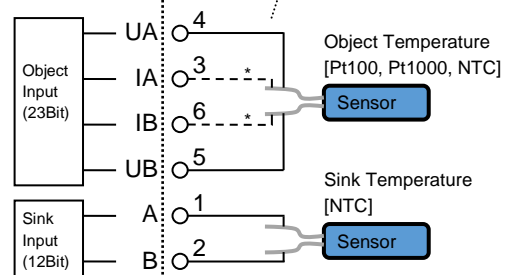 UA 4
Object Temperature
[Pt100, Pt1000, NTC]
Object
Input
(23Bit)
IA 3 *
Sensor
IB 6 *
UB 5
Sink Temperature
[NTC]
Sink
Input
(12Bit)
A 1
Sensor
B 2